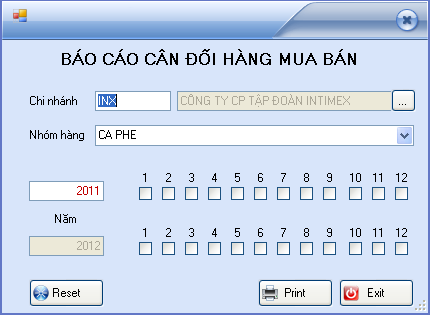 BÁO CÁO CÂN ĐỐI HÀNG MUA BÁN
Chi nhánh INX CÔNG TY CP TẬP ĐOÀN INTIMEX ...
Nhóm hàng CA PHE
1 2 3 4 5 6 7 8 9 10 11 12
2011
Năm
1 2 3 4 5 6 7 8 9 10 11 12
2012
Reset Print Exit